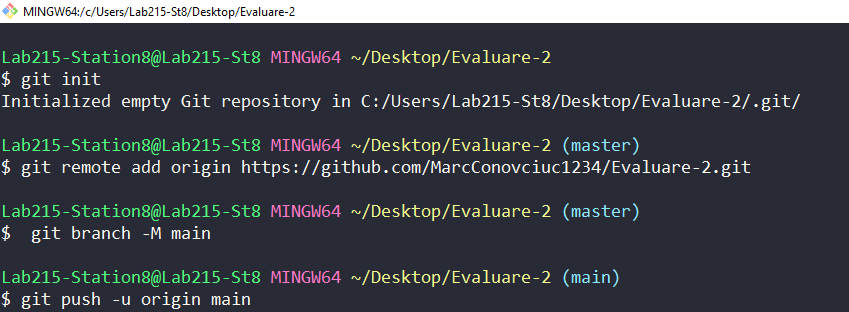 MINGW64:/c/Users/Lab215-St8/Desktop/Evaluare-2
Lab215-Station8@Lab215-St8 MINGW64 ~/Desktop/Evaluare-2
$ git init
Initialized empty Git repository in C:/Users/Lab215-St8/Desktop/Evaluare-2/.git/
Lab215-Station8@Lab215-St8 MINGW64 ~/Desktop/Evaluare-2 (master)
$ git remote add origin https://github.com/MarcConovciuc1234/Evaluare-2.git
Lab215-Station8@Lab215-St8 MINGW64 ~/Desktop/Evaluare-2 (master)
$  git branch -M main
Lab215-Station8@Lab215-St8 MINGW64 ~/Desktop/Evaluare-2 (main)
$ git push -u origin main